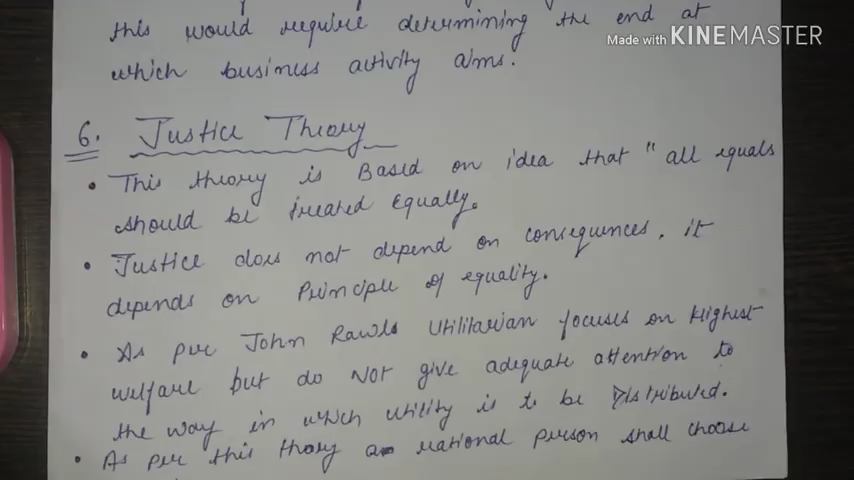 this would require determining the end at
which business activity aims.
Made with KINEMASTER
6. Justice Theory
• This theory is Based on idea that " all equals
should be treated Equally.
• Justice does not depend on consequences. it
depends on Principle of equality.
• As per John Rawls Utilitarian focuses on Highest
welfare but do NOT give adequate attention to
the way in which utility is to be Distributed.
• As per this theory a rational person shall choose